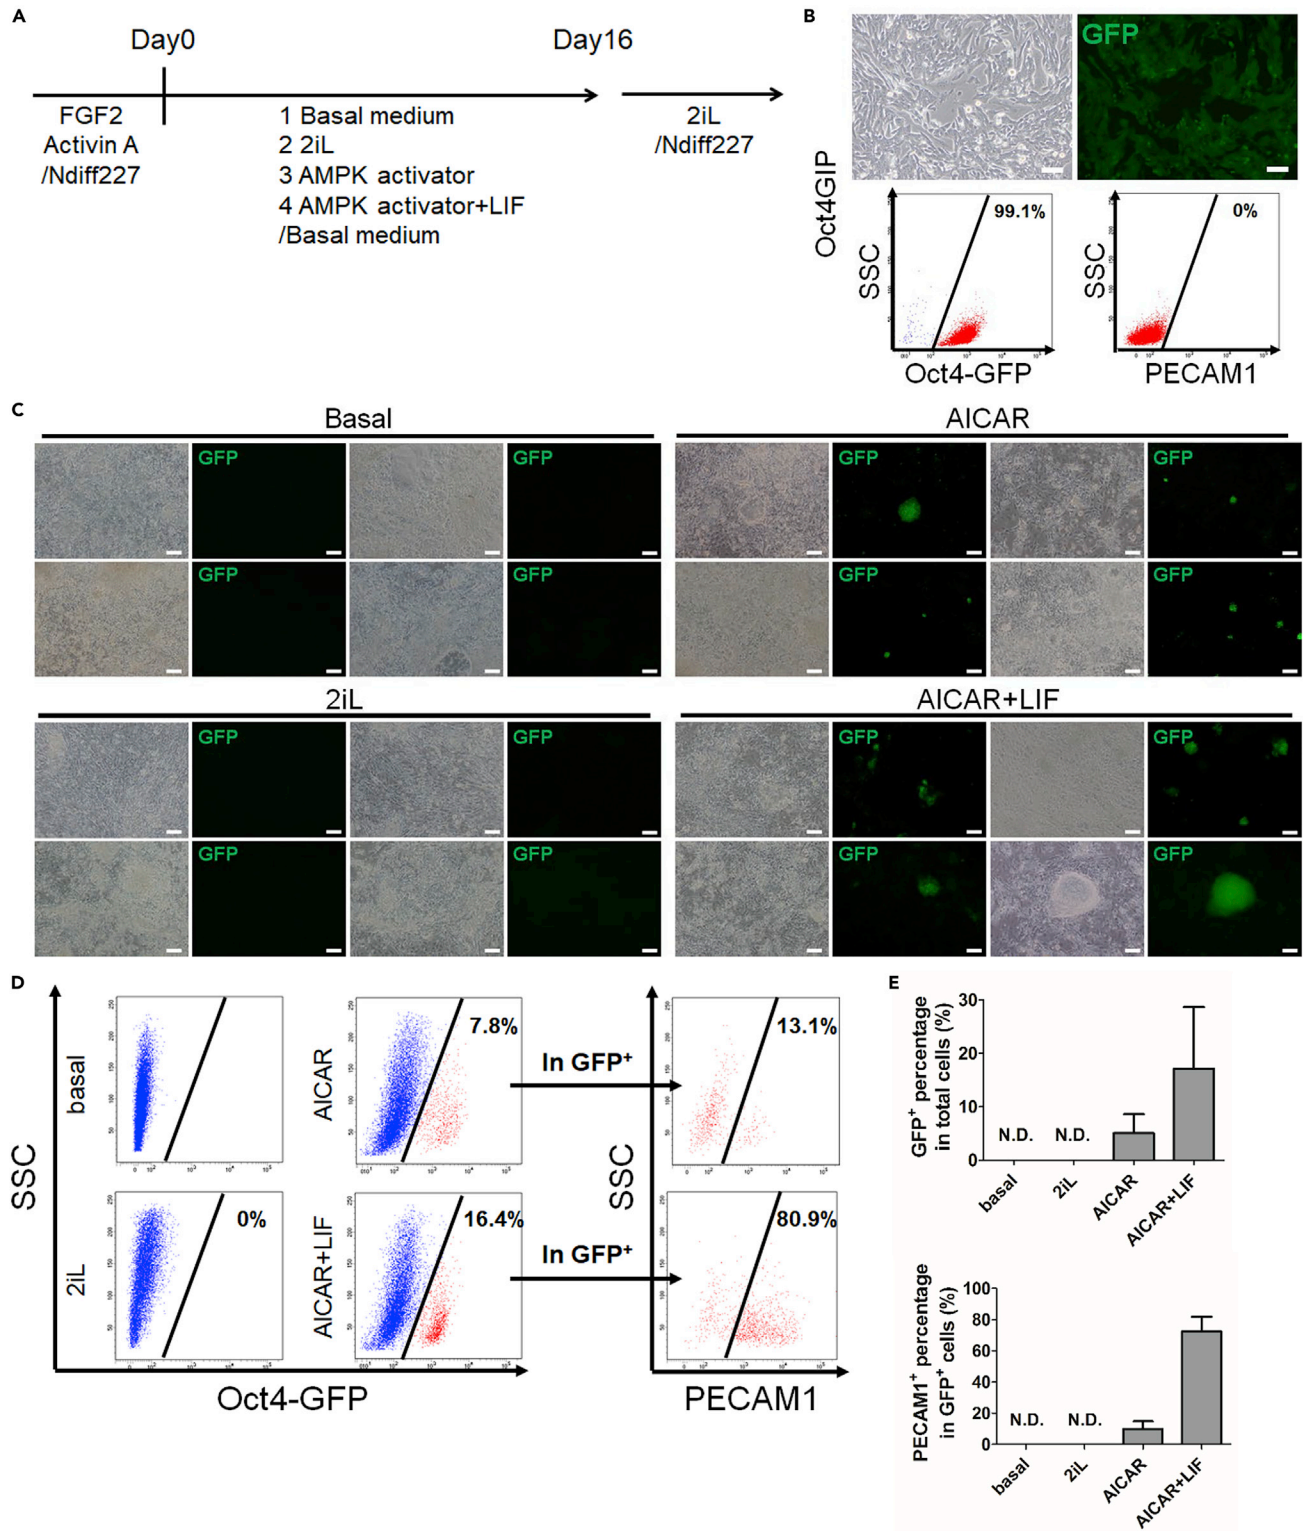 A
Day0
Day16
FGF2
Activin A
/Ndiff227
1 Basal medium
2 2iL
3 AMPK activator
4 AMPK activator+LIF
/Basal medium
2iL
/Ndiff227
B
Oct4GIP
GFP
SSC
99.1%
Oct4-GFP
SSC
0%
PECAM1
C
Basal
AICAR
GFP
GFP
GFP
GFP
GFP
GFP
GFP
GFP
2iL
AICAR+LIF
GFP
GFP
GFP
GFP
GFP
GFP
GFP
GFP
D
SSC
basal
AICAR
7.8%
In GFP⁺
13.1%
2iL
0%
AICAR+LIF
16.4%
In GFP⁺
SSC
80.9%
Oct4-GFP
PECAM1
E
GFP⁺ percentage
in total cells (%)
30
20
10
0
N.D.
N.D.
basal
2iL
AICAR
AICAR+LIF
PECAM1⁺ percentage
in GFP⁺ cells (%)
100
80
60
40
20
0
N.D.
N.D.
basal
2iL
AICAR
AICAR+LIF